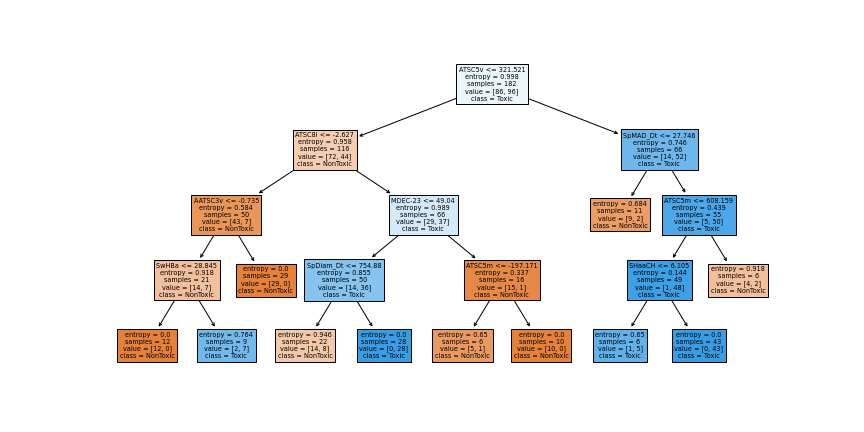 ATSC5v <= 321.521
entropy = 0.998
samples = 182
value = [86, 96]
class = Toxic
ATSC8i <= -2.627
entropy = 0.958
samples = 116
value = [72, 44]
class = NonToxic
SpMAD_Dt <= 27.746
entropy = 0.746
samples = 66
value = [14, 52]
class = Toxic
AATSC3v <= -0.735
entropy = 0.584
samples = 50
value = [43, 7]
class = NonToxic
MDEC-23 <= 49.04
entropy = 0.989
samples = 66
value = [29, 37]
class = Toxic
entropy = 0.684
samples = 11
value = [9, 2]
class = NonToxic
ATSC5m <= 608.159
entropy = 0.439
samples = 55
value = [5, 50]
class = Toxic
SwHBa <= 28.845
entropy = 0.918
samples = 21
value = [14, 7]
class = NonToxic
entropy = 0.0
samples = 29
value = [29, 0]
class = NonToxic
SpDiam_Dt <= 754.88
entropy = 0.855
samples = 50
value = [14, 36]
class = Toxic
ATSC5m <= -197.171
entropy = 0.337
samples = 16
value = [15, 1]
class = NonToxic
SHaaCH <= 6.105
entropy = 0.144
samples = 49
value = [1, 48]
class = Toxic
entropy = 0.918
samples = 6
value = [4, 2]
class = NonToxic
entropy = 0.0
samples = 12
value = [12, 0]
class = NonToxic
entropy = 0.764
samples = 9
value = [2, 7]
class = Toxic
entropy = 0.946
samples = 22
value = [14, 8]
class = NonToxic
entropy = 0.0
samples = 28
value = [0, 28]
class = Toxic
entropy = 0.65
samples = 6
value = [5, 1]
class = NonToxic
entropy = 0.0
samples = 10
value = [10, 0]
class = NonToxic
entropy = 0.65
samples = 6
value = [1, 5]
class = Toxic
entropy = 0.0
samples = 43
value = [0, 43]
class = Toxic